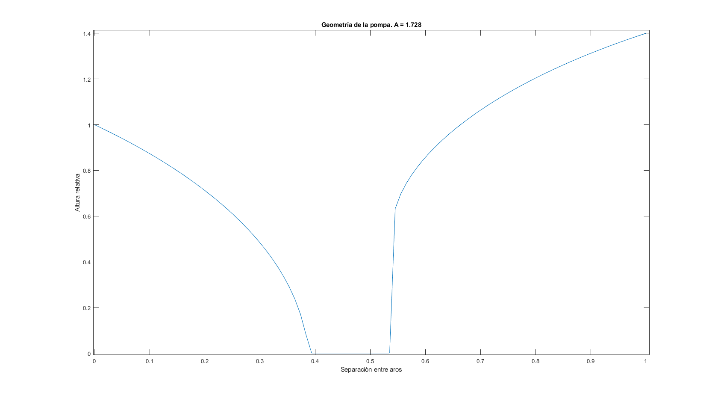 Geometría de la pompa. A = 1.728
Altura relativa
1.4
1.2
1
0.8
0.6
0.4
0.2
0
0 0.1 0.2 0.3 0.4 0.5 0.6 0.7 0.8 0.9 1
Separación entre aros